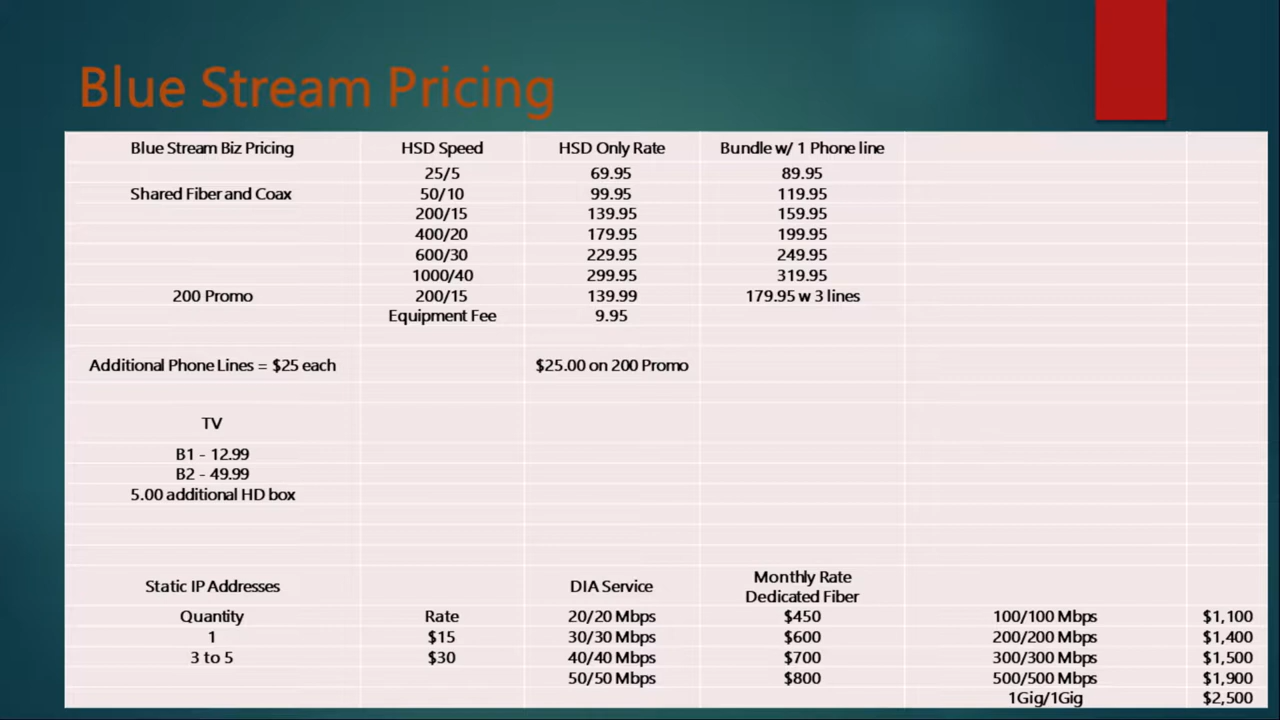 Blue Stream Pricing
Blue Stream Biz Pricing HSD Speed HSD Only Rate Bundle w/ 1 Phone line
25/5 69.95 89.95
Shared Fiber and Coax 50/10 99.95 119.95
200/15 139.95 159.95
400/20 179.95 199.95
600/30 229.95 249.95
1000/40 299.95 319.95
200 Promo 200/15 139.99 179.95 w 3 lines
Equipment Fee 9.95
Additional Phone Lines = $25 each $25.00 on 200 Promo
TV
B1 - 12.99
B2 - 49.99
5.00 additional HD box
Static IP Addresses DIA Service Monthly Rate
Dedicated Fiber
Quantity Rate 20/20 Mbps $450 100/100 Mbps $1,100
1 $15 30/30 Mbps $600 200/200 Mbps $1,400
3 to 5 $30 40/40 Mbps $700 300/300 Mbps $1,500
50/50 Mbps $800 500/500 Mbps $1,900
1Gig/1Gig $2,500